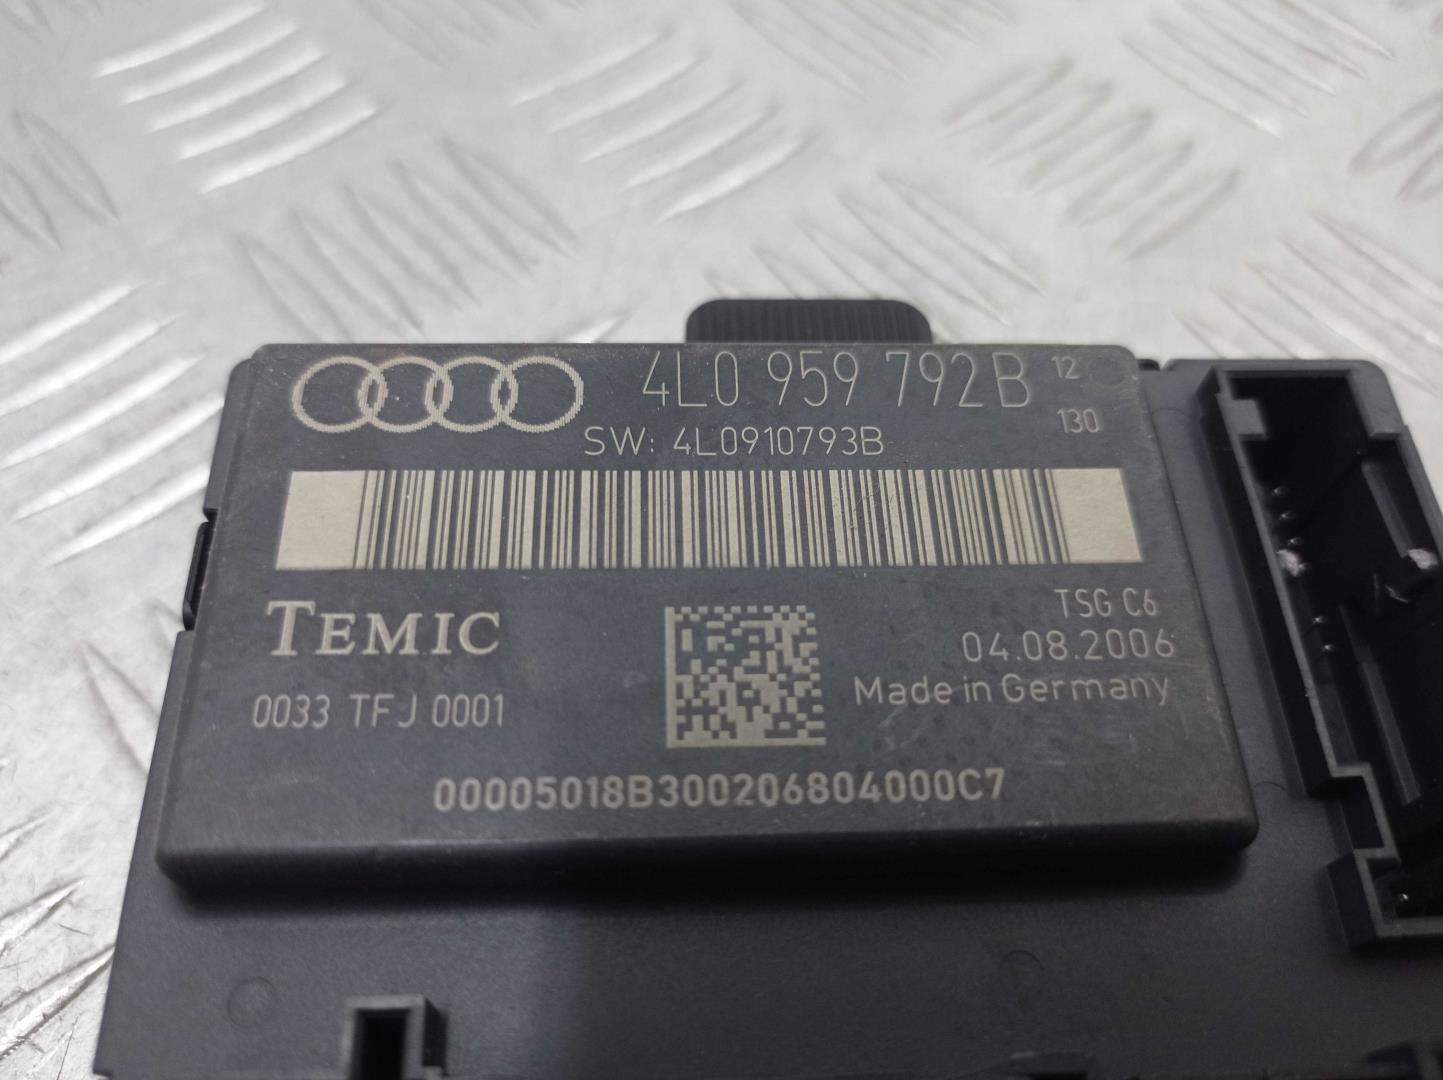 4L0 959 792B 12
130
SW: 4L0910793B
TEMIC
TSG C6
04.08.2006
Made in Germany
0033 TFJ 0001
00005018B300206804000C7